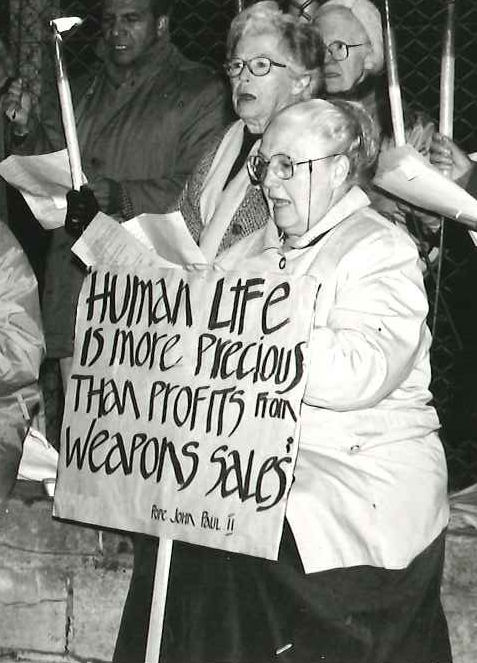 "Human Life
is more Precious
Than Profits From
Weapons Sales"
Pope John Paul II